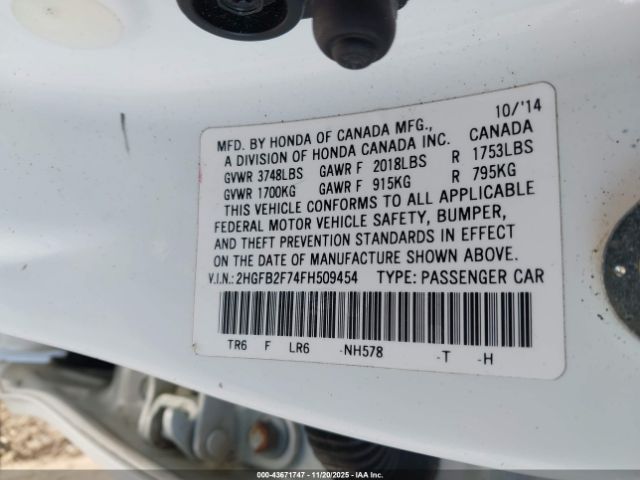 10/'14
MFD. BY HONDA OF CANADA MFG.,
A DIVISION OF HONDA CANADA INC. CANADA
GVWR 3748LBS GAWR F 2018LBS R 1753LBS
GVWR 1700KG GAWR F 915KG R 795KG
THIS VEHICLE CONFORMS TO ALL APPLICABLE
FEDERAL MOTOR VEHICLE SAFETY, BUMPER,
AND THEFT PREVENTION STANDARDS IN EFFECT
ON THE DATE OF MANUFACTURE SHOWN ABOVE.
V.I.N.: 2HGFB2F74FH509454 TYPE: PASSENGER CAR
TR6 F LR6 -NH578 -T -H
000-43671747 - 11/20/2025 - IAA Inc.